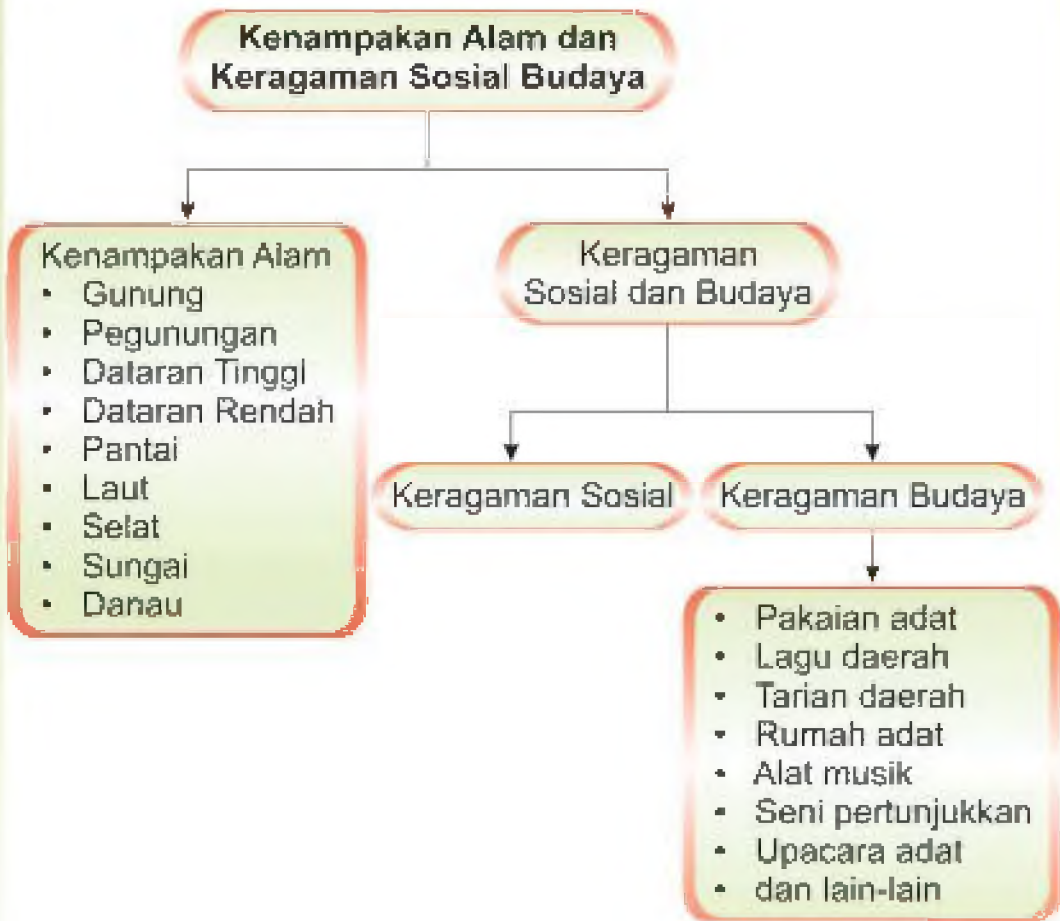 Kenampakan Alam dan
Keragaman Sosial Budaya
Kenampakan Alam
• Gunung
• Pegunungan
• Dataran Tinggi
• Dataran Rendah
• Pantai
• Laut
• Selat
• Sungai
• Danau
Keragaman
Sosial dan Budaya
Keragaman Sosial
Keragaman Budaya
• Pakaian adat
• Lagu daerah
• Tarian daerah
• Rumah adat
• Alat musik
• Seni pertunjukkan
• Upacara adat
• dan lain-lain